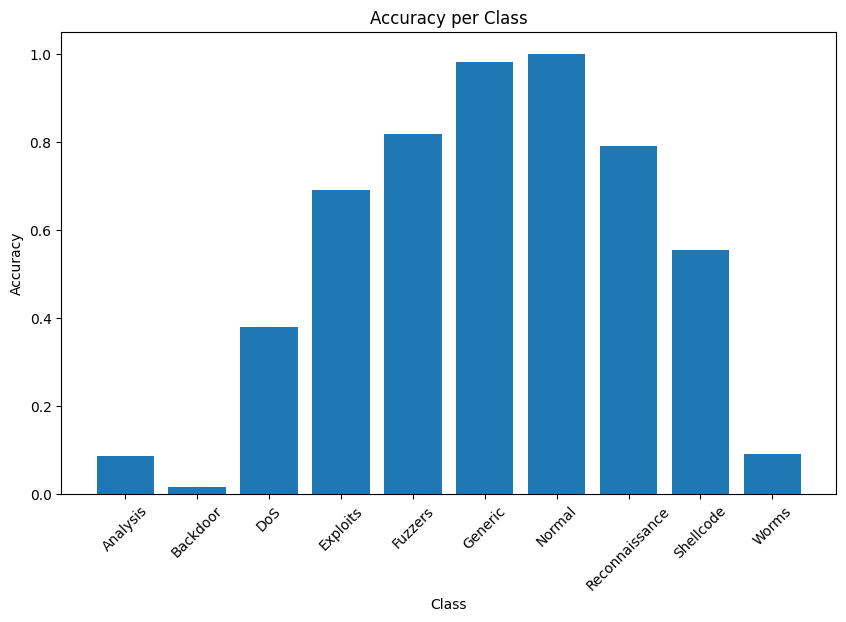 Accuracy per Class
Accuracy
1.0
0.8
0.6
0.4
0.2
0.0
Analysis
Backdoor
DoS
Exploits
Fuzzers
Generic
Normal
Reconnaissance
Shellcode
Worms
Class